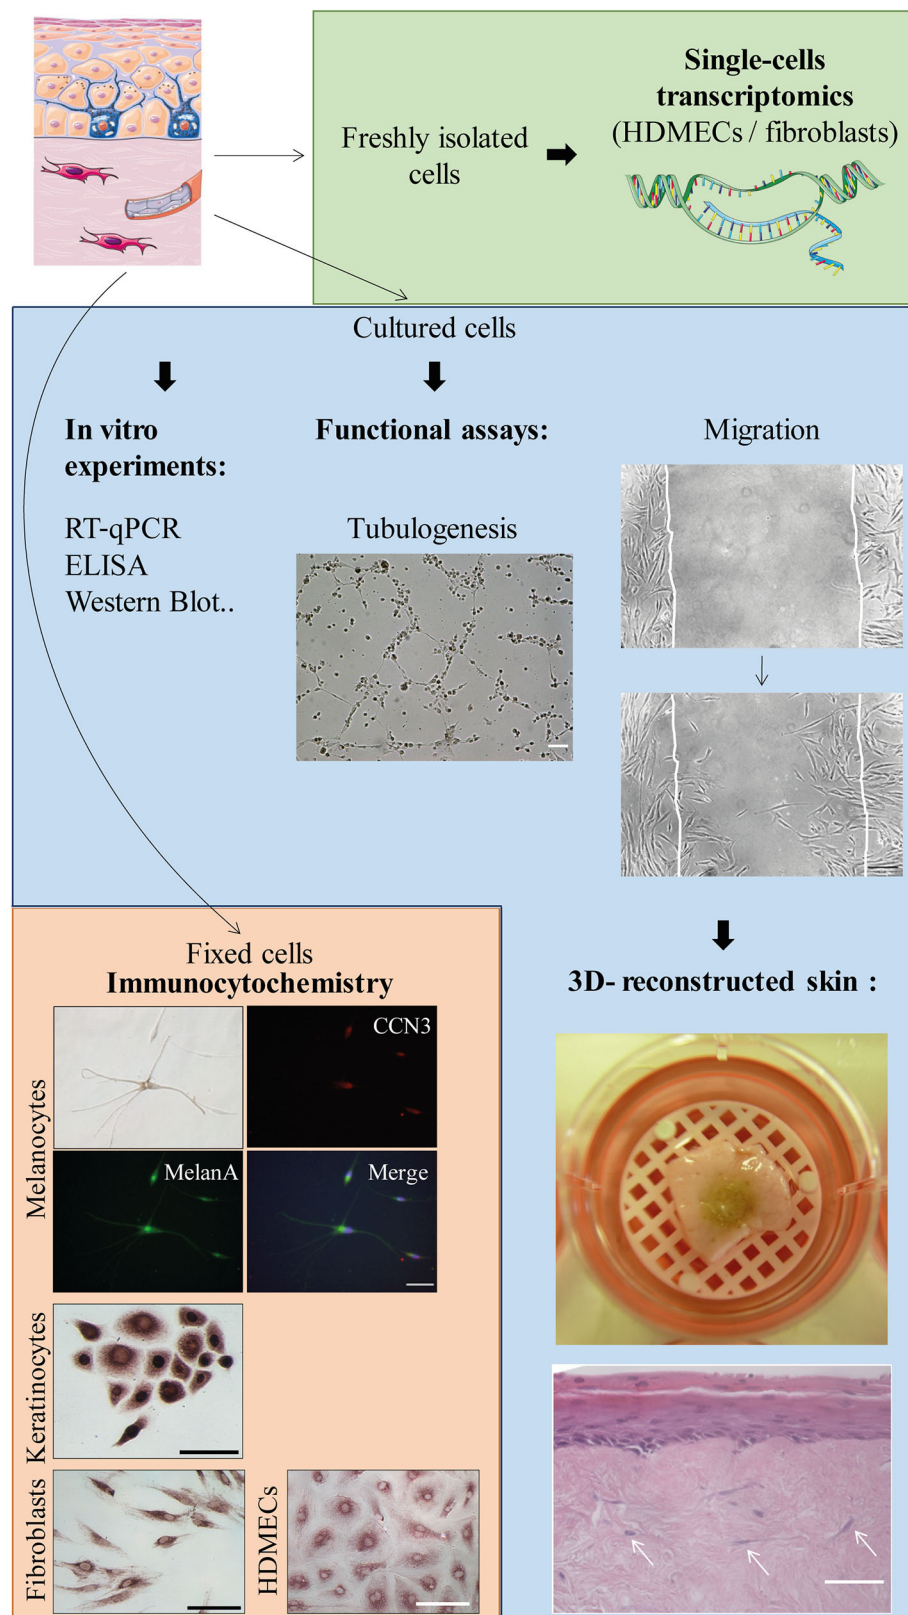 Single-cells
transcriptomics
(HDMECs / fibroblasts)
Freshly isolated
cells
Cultured cells
In vitro
experiments:
RT-qPCR
ELISA
Western Blot..
Functional assays:
Tubulogenesis
Migration
3D- reconstructed skin :
Fixed cells
Immunocytochemistry
Melanocytes
CCN3
MelanA
Merge
Keratinocytes
Fibroblasts
HDMECs